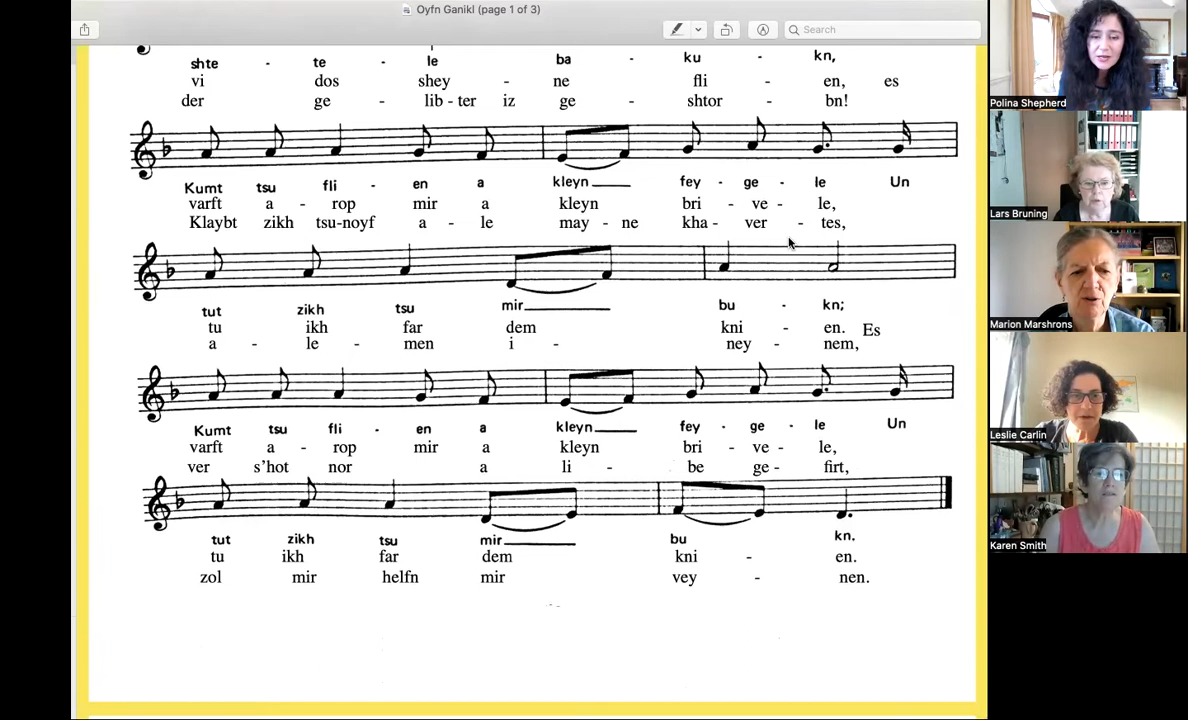 Oyfn Ganikl (page 1 of 3)
Search
shte - te - le ba - ku - kn,
vi dos shey - ne fli - en, es
der ge - lib - ter iz ge - shtor - bn!
Kumt tsu fli - en a kleyn fey - ge - le Un
varft a - rop mir a kleyn bri - ve - le,
Klaybt zikh tsu-noyf a - le may - ne kha - ver - tes,
tut zikh tsu mir bu - kn;
tu ikh far dem kni - en. Es
a - le - men i - ney - nem,
Kumt tsu fli - en a kleyn fey - ge - le Un
varft a - rop mir a kleyn bri - ve - le,
ver s'hot nor a li - be ge - firt,
tut zikh tsu mir bu kn.
tu ikh far dem kni - en.
zol mir helfn mir vey - nen.
Polina Shepherd
Lars Bruning
Marion Marshrons
Leslie Carlin
Karen Smith